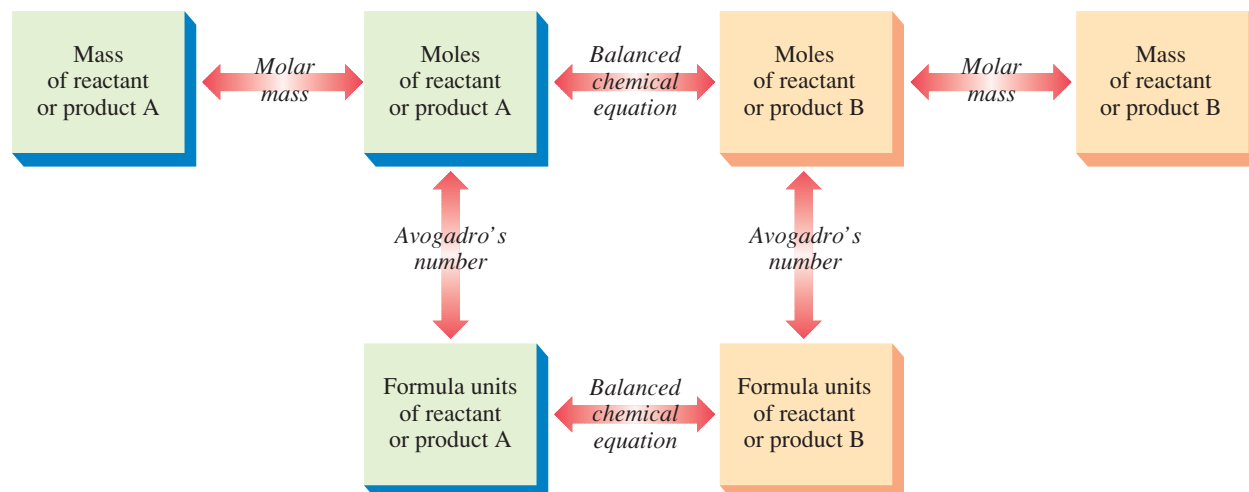 Mass
of reactant
or product A
Molar
mass
Moles
of reactant
or product A
Balanced
chemical
equation
Moles
of reactant
or product B
Molar
mass
Mass
of reactant
or product B
Avogadro's
number
Avogadro's
number
Formula units
of reactant
or product A
Balanced
chemical
equation
Formula units
of reactant
or product B